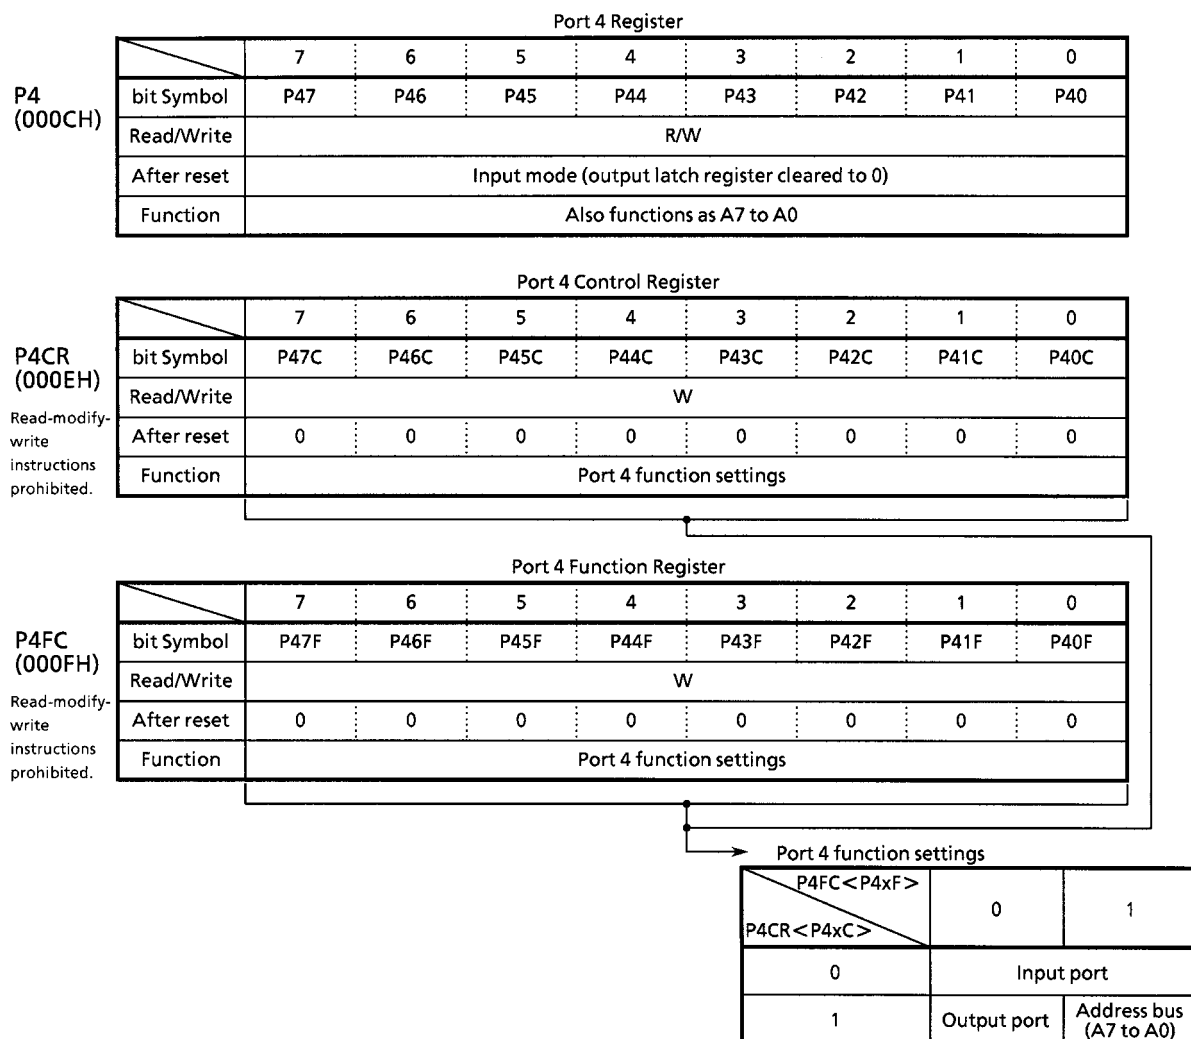 Port 4 Register
7 6 5 4 3 2 1 0
P4
(000CH)
bit Symbol P47 P46 P45 P44 P43 P42 P41 P40
Read/Write R/W
After reset Input mode (output latch register cleared to 0)
Function Also functions as A7 to A0
Port 4 Control Register
7 6 5 4 3 2 1 0
P4CR
(000EH)
bit Symbol P47C P46C P45C P44C P43C P42C P41C P40C
Read/Write W
Read-modify-
write
instructions
prohibited.
After reset 0 0 0 0 0 0 0 0
Function Port 4 function settings
Port 4 Function Register
7 6 5 4 3 2 1 0
P4FC
(000FH)
bit Symbol P47F P46F P45F P44F P43F P42F P41F P40F
Read/Write W
Read-modify-
write
instructions
prohibited.
After reset 0 0 0 0 0 0 0 0
Function Port 4 function settings
Port 4 function settings
P4FC<P4xF> 0 1
P4CR<P4xC>
0 Input port
1 Output port Address bus
(A7 to A0)